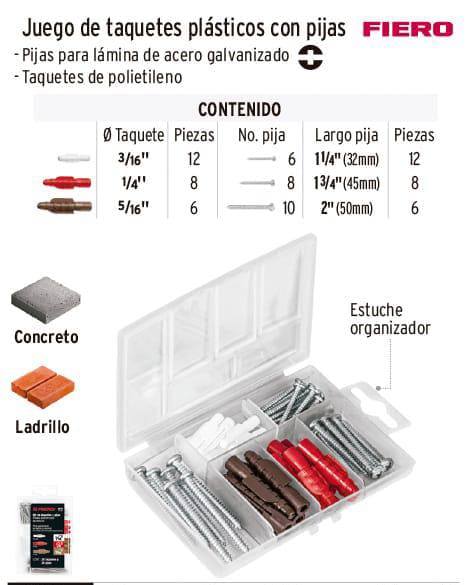 Juego de taquetes plásticos con pijas FIERO
- Pijas para lámina de acero galvanizado
- Taquetes de polietileno
CONTENIDO
Ø Taquete Piezas No. pija Largo pija Piezas
3/16" 12 6 1 1/4" (32mm) 12
1/4" 8 8 1 3/4" (45mm) 8
5/16" 6 10 2" (50mm) 6
Concreto
Ladrillo
Estuche
organizador
FIERO